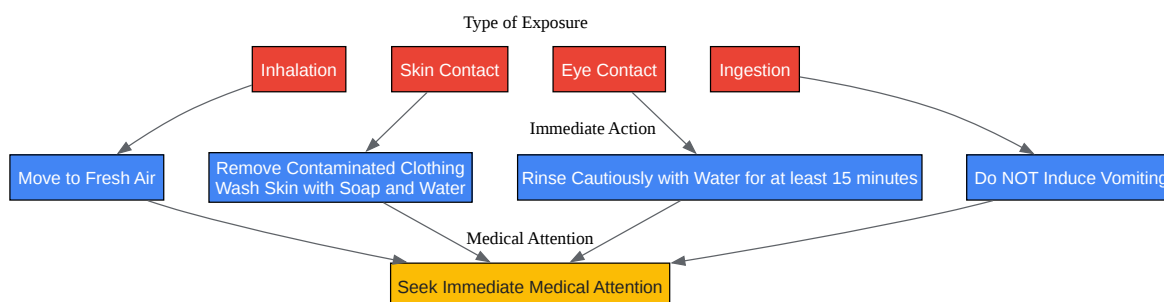 Type of Exposure
Inhalation
Skin Contact
Eye Contact
Ingestion
Immediate Action
Move to Fresh Air
Remove Contaminated Clothing
Wash Skin with Soap and Water
Rinse Cautiously with Water for at least 15 minutes
Do NOT Induce Vomiting
Medical Attention
Seek Immediate Medical Attention